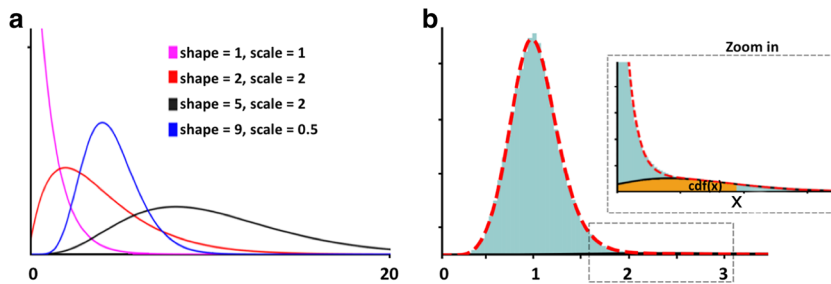 a
shape = 1, scale = 1
shape = 2, scale = 2
shape = 5, scale = 2
shape = 9, scale = 0.5
0
20
b
Zoom in
cdf(x)
X
0
1
2
3